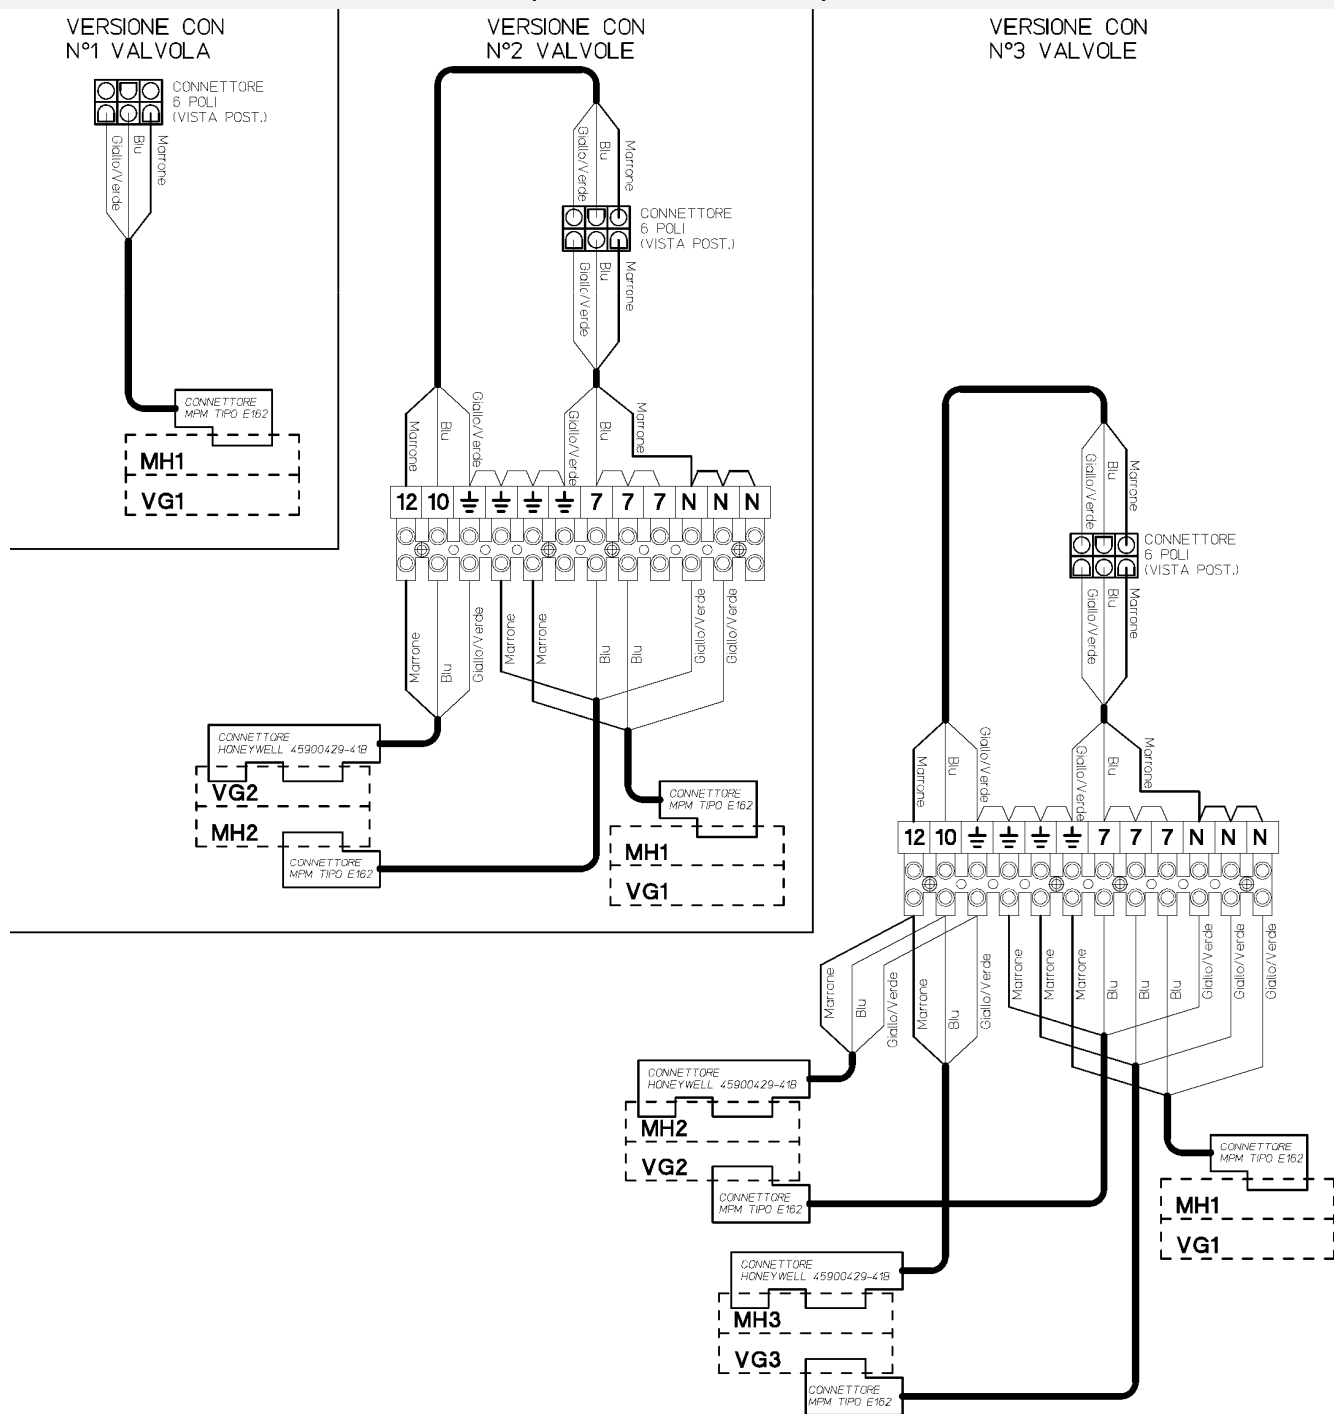 VERSIONE CON
N°1 VALVOLA
CONNETTORE
6 POLI
(VISTA POST.)
Giallo/Verde
Blu
Marrone
CONNETTORE
MPM TIPO E162
MH1
VG1
VERSIONE CON
N°2 VALVOLE
Giallo/Verde
Blu
Marrone
CONNETTORE
6 POLI
(VISTA POST.)
Giallo/Verde
Blu
Marrone
Marrone
Blu
Giallo/Verde
Giallo/Verde
Blu
Marrone
12 10 7 7 7 N N N
Marrone
Blu
Giallo/Verde
Marrone
Marrone
Blu
Blu
Giallo/Verde
Giallo/Verde
CONNETTORE
HONEYWELL 45900429-41B
VG2
MH2
CONNETTORE
MPM TIPO E162
CONNETTORE
MPM TIPO E162
MH1
VG1
VERSIONE CON
N°3 VALVOLE
Giallo/Verde
Blu
Marrone
CONNETTORE
6 POLI
(VISTA POST.)
Giallo/Verde
Blu
Marrone
Marrone
Blu
Giallo/Verde
Giallo/Verde
Blu
Marrone
12 10 7 7 7 N N N
Marrone
Blu
Giallo/Verde
Marrone
Blu
Giallo/Verde
Marrone
Marrone
Marrone
Blu
Blu
Blu
Giallo/Verde
Giallo/Verde
Giallo/Verde
CONNETTORE
HONEYWELL 45900429-41B
MH2
VG2
CONNETTORE
MPM TIPO E162
CONNETTORE
MPM TIPO E162
MH1
VG1
CONNETTORE
HONEYWELL 45900429-41B
MH3
VG3
CONNETTORE
MPM TIPO E162